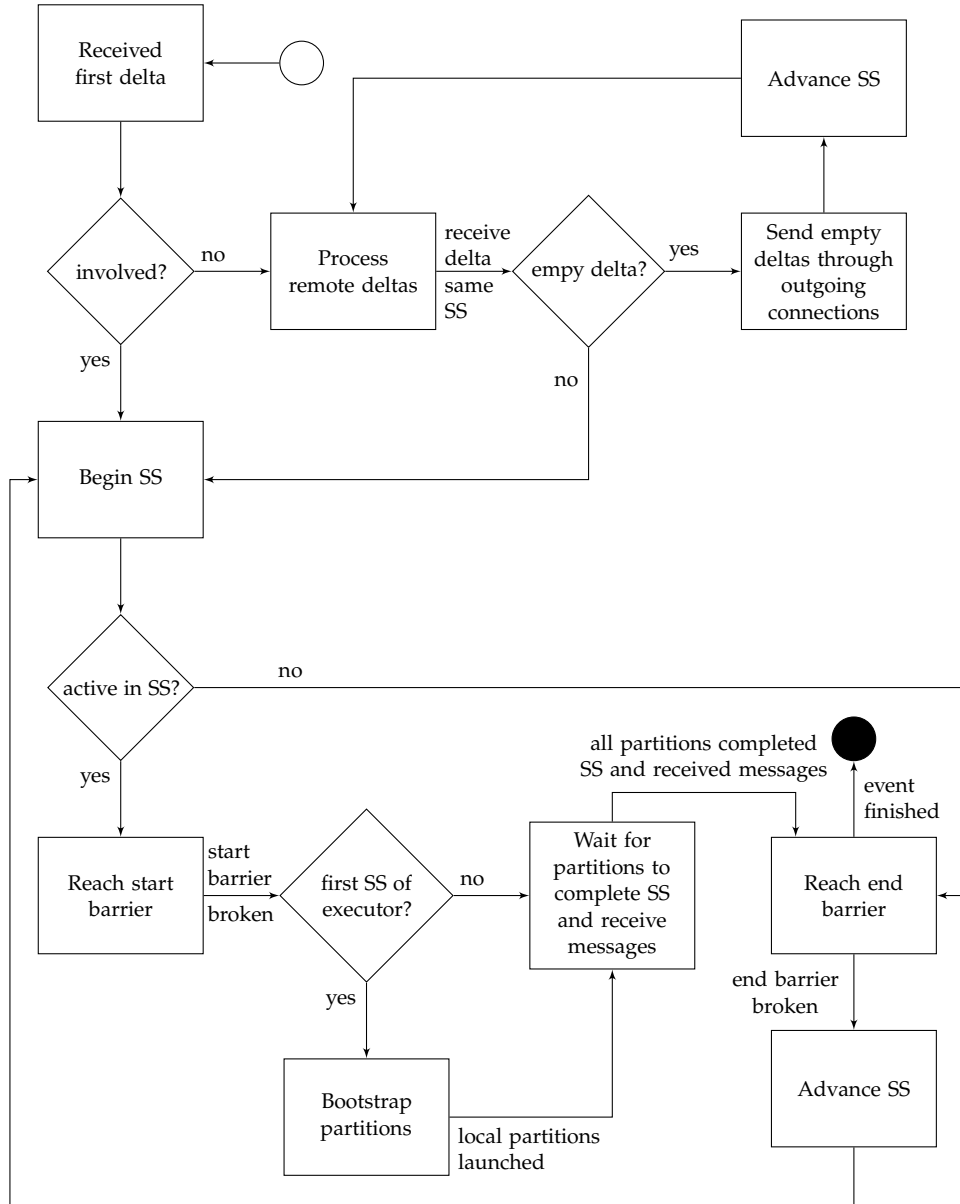 Received
first delta
Advance SS
involved?
no
Process
remote deltas
receive
delta
same
SS
empy delta?
yes
Send empty
deltas through
outgoing
connections
yes
no
Begin SS
active in SS?
no
yes
all partitions completed
SS and received messages
event
finished
Reach start
barrier
start
barrier
broken
first SS of
executor?
no
Wait for
partitions to
complete SS
and receive
messages
Reach end
barrier
yes
end barrier
broken
Bootstrap
partitions
local partitions
launched
Advance SS